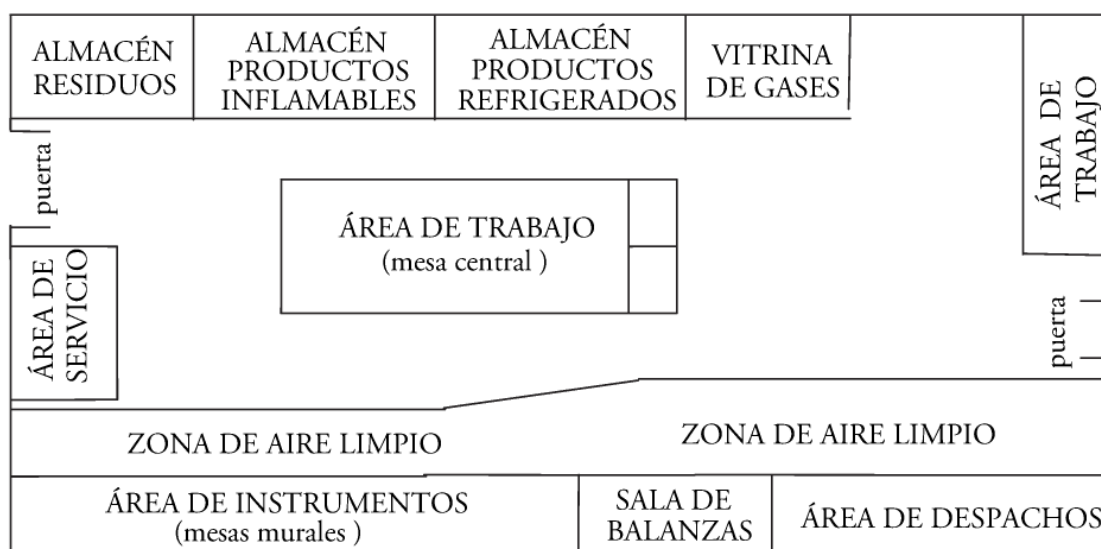 ALMACÉN
RESIDUOS
ALMACÉN
PRODUCTOS
INFLAMABLES
ALMACÉN
PRODUCTOS
REFRIGERADOS
VITRINA
DE GASES
ÁREA DE
TRABAJO
puerta
ÁREA DE TRABAJO
(mesa central )
ÁREA DE
SERVICIO
puerta
ZONA DE AIRE LIMPIO
ZONA DE AIRE LIMPIO
ÁREA DE INSTRUMENTOS
(mesas murales )
SALA DE
BALANZAS
ÁREA DE DESPACHOS